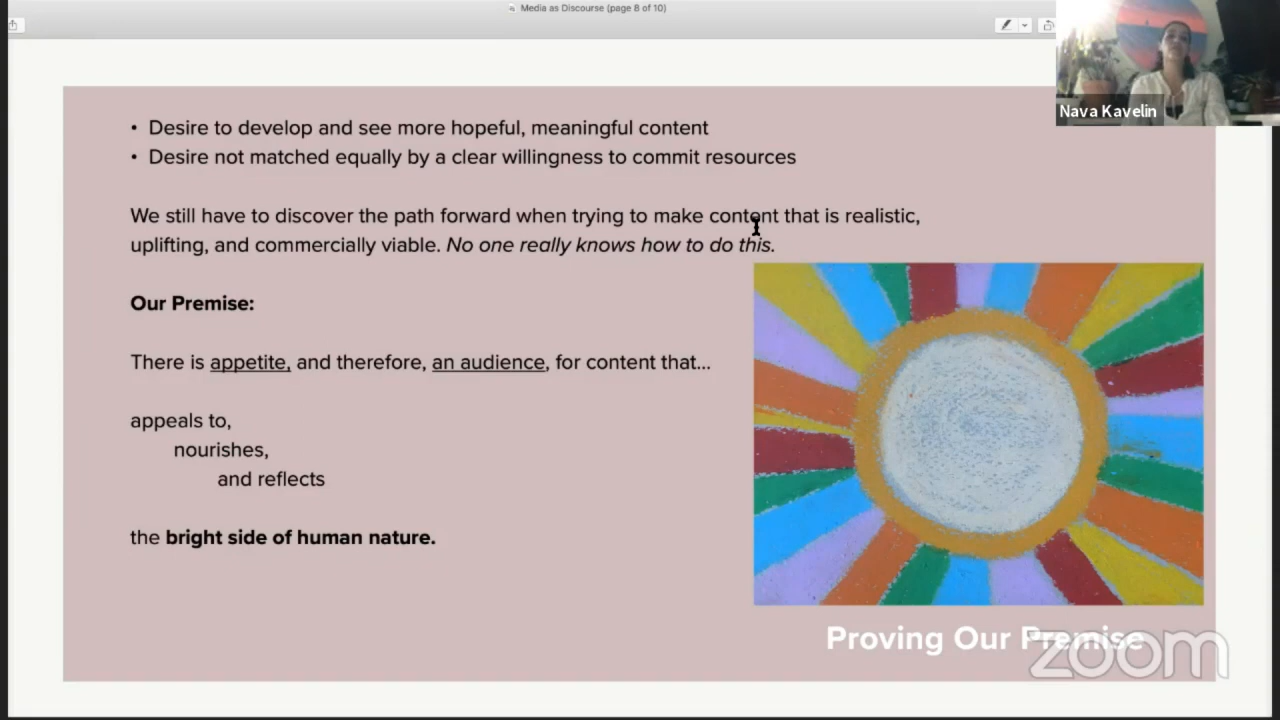 Media as Discourse (page 8 of 10)
Nava Kavelin
• Desire to develop and see more hopeful, meaningful content
• Desire not matched equally by a clear willingness to commit resources
We still have to discover the path forward when trying to make content that is realistic,
uplifting, and commercially viable. No one really knows how to do this.
Our Premise:
There is appetite, and therefore, an audience, for content that...
appeals to,
nourishes,
and reflects
the bright side of human nature.
Proving Our Premise
zoom